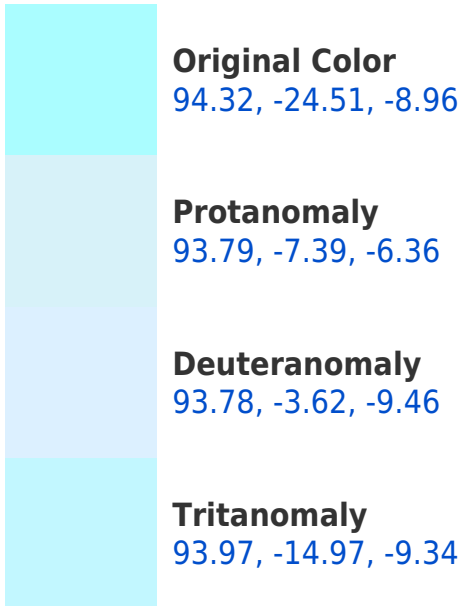 Original Color
94.32, -24.51, -8.96
Protanomaly
93.79, -7.39, -6.36
Deuteranomaly
93.78, -3.62, -9.46
Tritanomaly
93.97, -14.97, -9.34